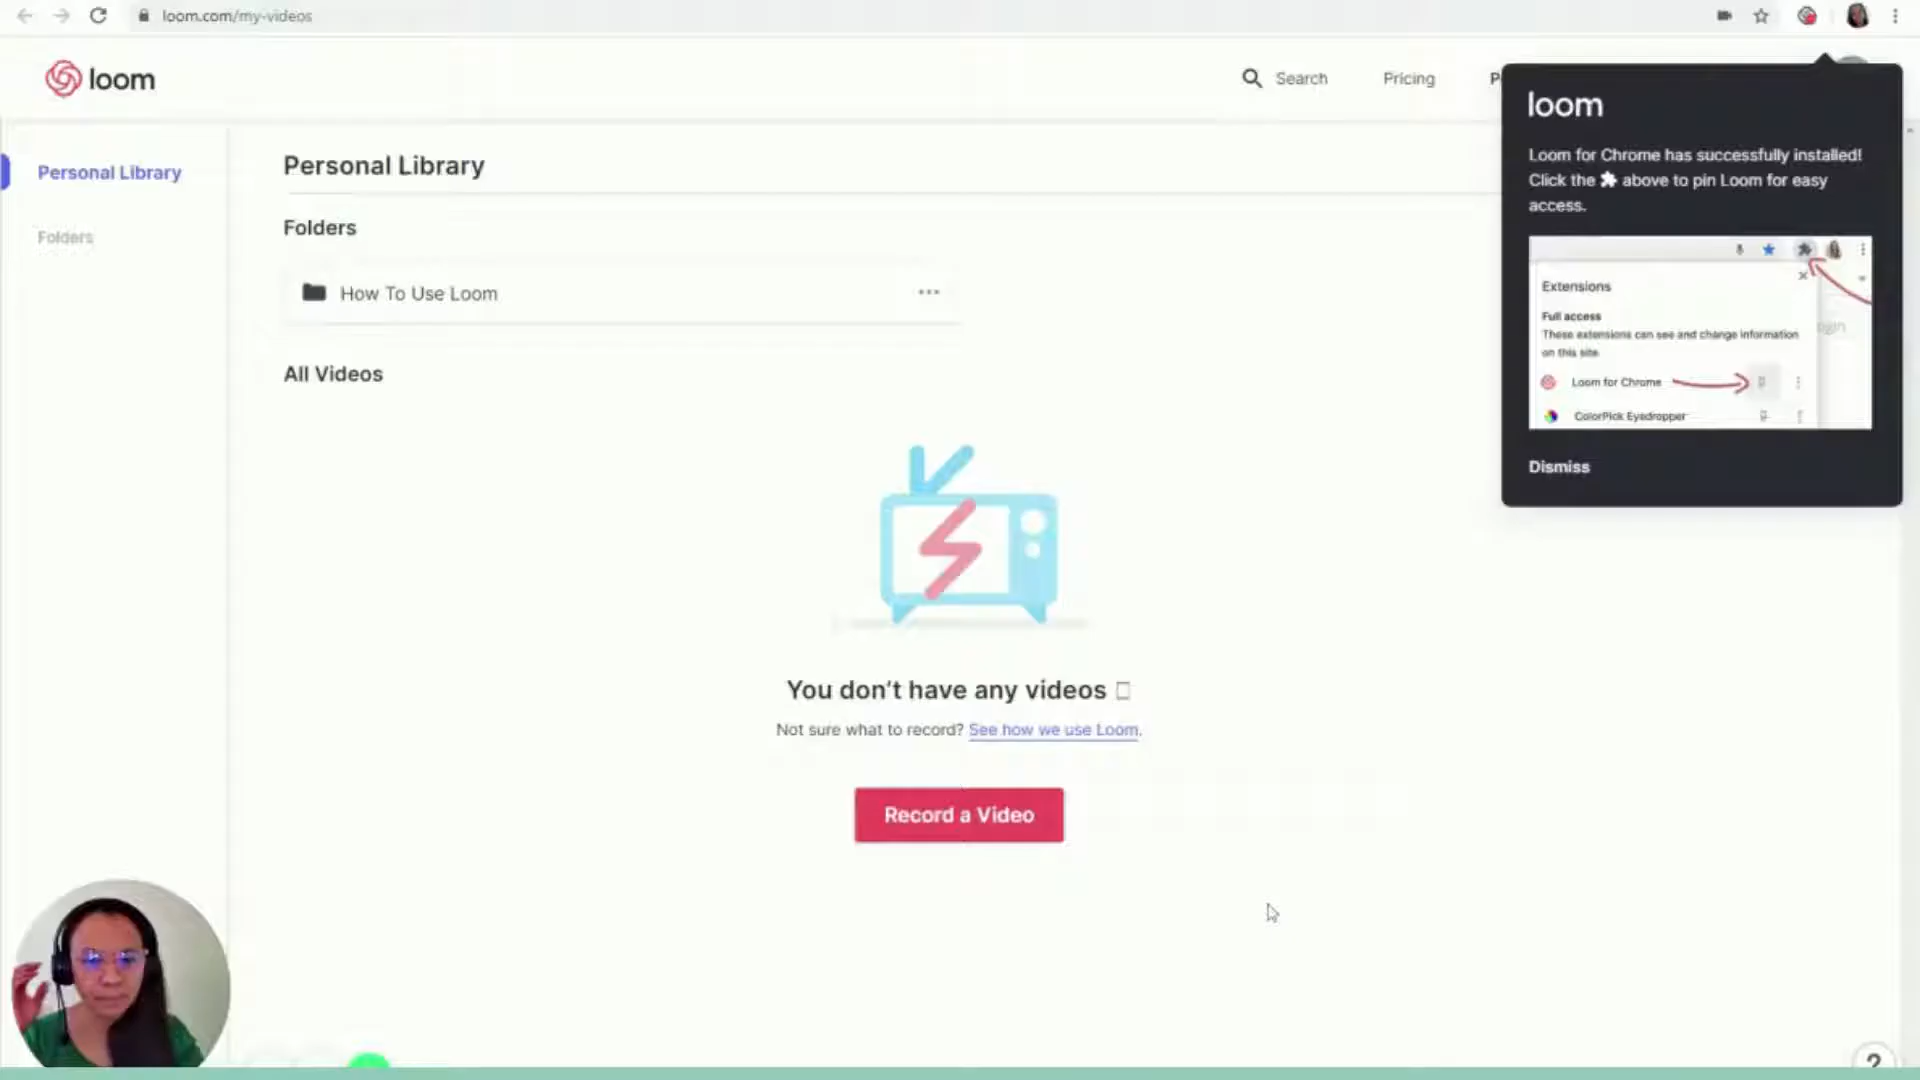 loom.com/my-videos
loom
Search
Pricing
Personal Library
Folders
Personal Library
Folders
How To Use Loom
All Videos
You don't have any videos
Not sure what to record? See how we use Loom.
Record a Video
loom
Loom for Chrome has successfully installed!
Click the above to pin Loom for easy
access.
Extensions
Full access
These extensions can see and change information
on this site
Loom for Chrome
ColorPick Eyedropper
Dismiss
?